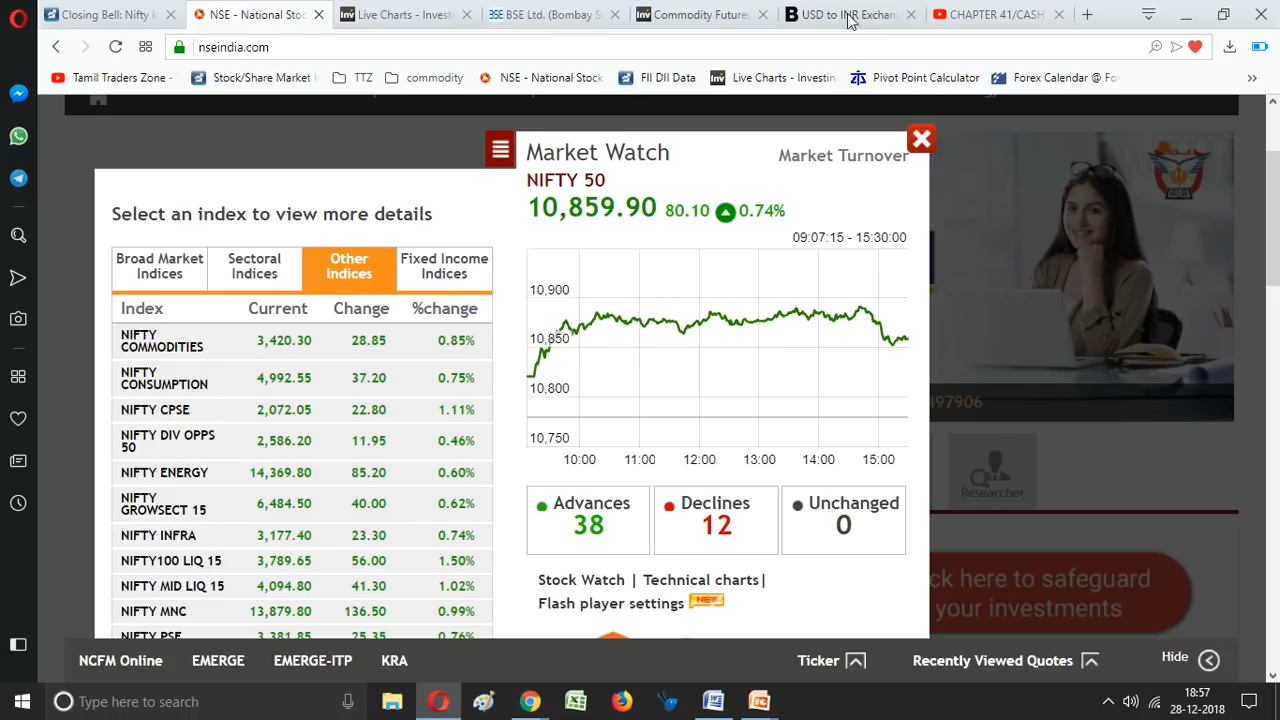 Closing Bell: Nifty
NSE - National Stoc
Live Charts - Invest
BSE Ltd. (Bombay S
Commodity Futures
USD to INR Exchan
CHAPTER 41/CASH
nseindia.com
Tamil Traders Zone -
Stock/Share Market
TTZ
commodity
NSE - National Stock
FII DII Data
Live Charts - Investin
Pivot Point Calculator
Forex Calendar @ Fo
Market Watch
Market Turnover
NIFTY 50
10,859.90 80.10 0.74%
09:07:15 - 15:30:00
Select an index to view more details
Broad Market Indices
Sectoral Indices
Other Indices
Fixed Income Indices
Index Current Change %change
NIFTY COMMODITIES 3,420.30 28.85 0.85%
NIFTY CONSUMPTION 4,992.55 37.20 0.75%
NIFTY CPSE 2,072.05 22.80 1.11%
NIFTY DIV OPPS 50 2,586.20 11.95 0.46%
NIFTY ENERGY 14,369.80 85.20 0.60%
NIFTY GROWSECT 15 6,484.50 40.00 0.62%
NIFTY INFRA 3,177.40 23.30 0.74%
NIFTY100 LIQ 15 3,789.65 56.00 1.50%
NIFTY MID LIQ 15 4,094.80 41.30 1.02%
NIFTY MNC 13,879.80 136.50 0.99%
NIFTY PSE 3,381.85 25.35 0.76%
10,900
10,850
10,800
10,750
10:00 11:00 12:00 13:00 14:00 15:00
Advances
38
Declines
12
Unchanged
0
Stock Watch | Technical charts|
Flash player settings NEW
497906
Researcher
ck here to safeguard
your investments
NCFM Online EMERGE EMERGE-ITP KRA Ticker Recently Viewed Quotes Hide
Type here to search
18:57
28-12-2018